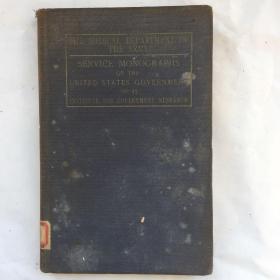 THE MEDICAL DEPARTMENT OF
THE ARMY
SERVICE MONOGRAPHS
OF THE
UNITED STATES GOVERNMENT
INSTITUTE FOR GOVERNMENT RESEARCH